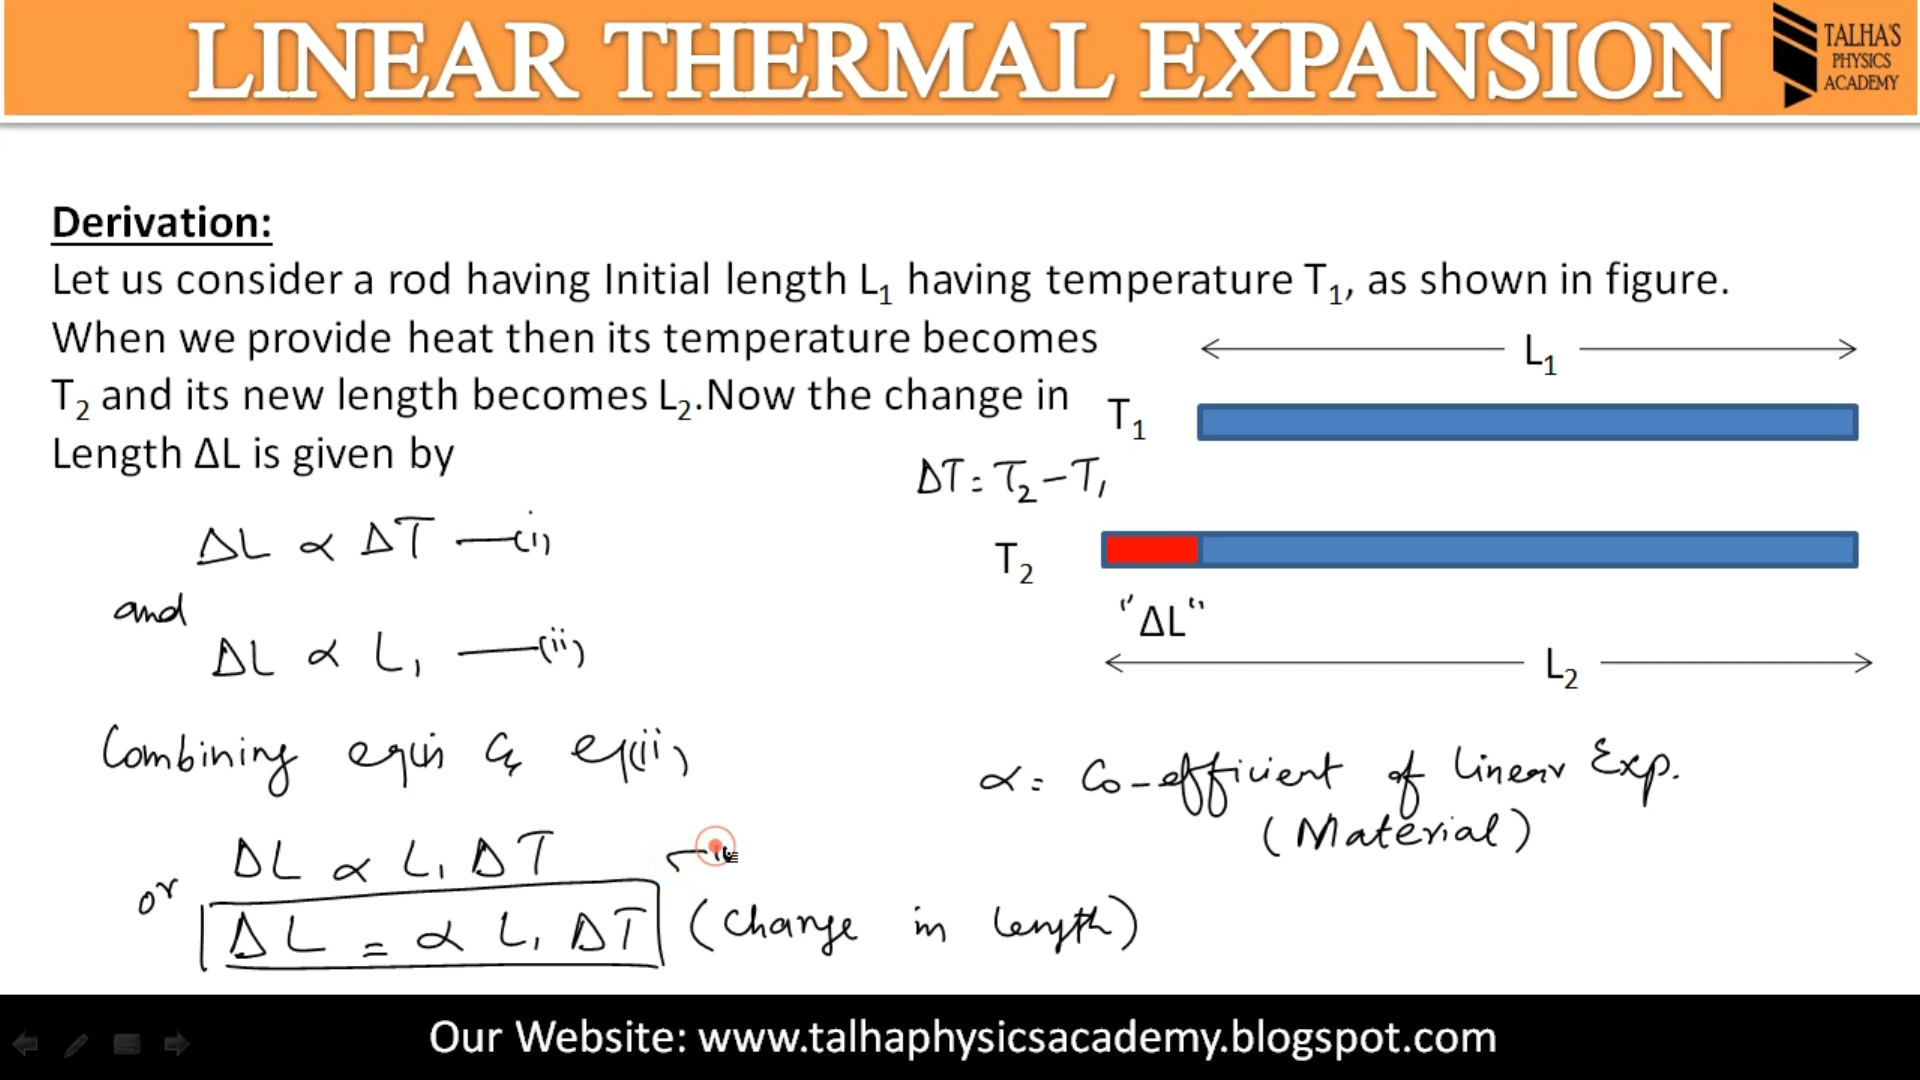 LINEAR THERMAL EXPANSION
TALHA'S
PHYSICS
ACADEMY
Derivation:
Let us consider a rod having Initial length L₁ having temperature T₁, as shown in figure.
When we provide heat then its temperature becomes
T₂ and its new length becomes L₂.Now the change in
Length ΔL is given by
L₁
T₁
ΔT = T₂ - T₁
T₂
"ΔL"
L₂
ΔL ∝ ΔT —(i)
and
ΔL ∝ L₁ —(ii)
Combining eq(i) & eq(ii)
ΔL ∝ L₁ ΔT
or
ΔL = α L₁ ΔT (Change in length)
α = Co-efficient of Linear Exp.
(Material)
Our Website: www.talhaphysicsacademy.blogspot.com